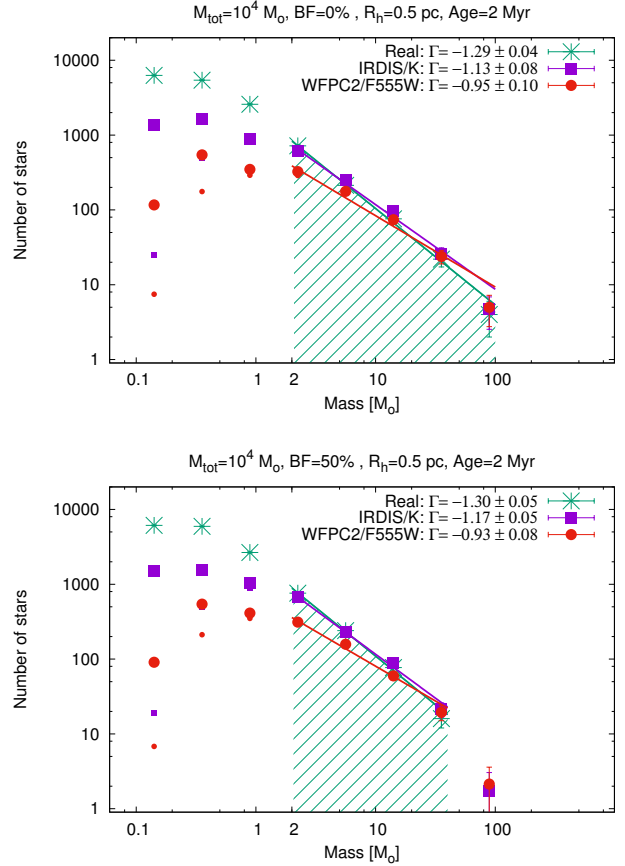 M_tot=10^4 M_o, BF=0% , R_h=0.5 pc, Age=2 Myr
Real: Γ= −1.29 ± 0.04
IRDIS/K: Γ= −1.13 ± 0.08
WFPC2/F555W: Γ= −0.95 ± 0.10
10000
1000
100
10
1
Number of stars
0.1 1 2 10 100
Mass [M_o]
M_tot=10^4 M_o, BF=50% , R_h=0.5 pc, Age=2 Myr
Real: Γ= −1.30 ± 0.05
IRDIS/K: Γ= −1.17 ± 0.05
WFPC2/F555W: Γ= −0.93 ± 0.08
10000
1000
100
10
1
Number of stars
0.1 1 2 10 100
Mass [M_o]